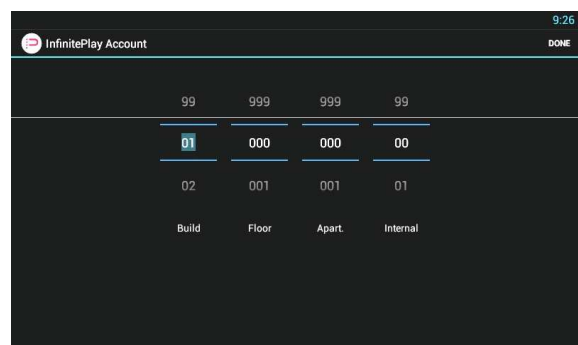 9:26
InfinitePlay Account DONE
99 999 999 99
01 000 000 00
02 001 001 01
Build Floor Apart. Internal